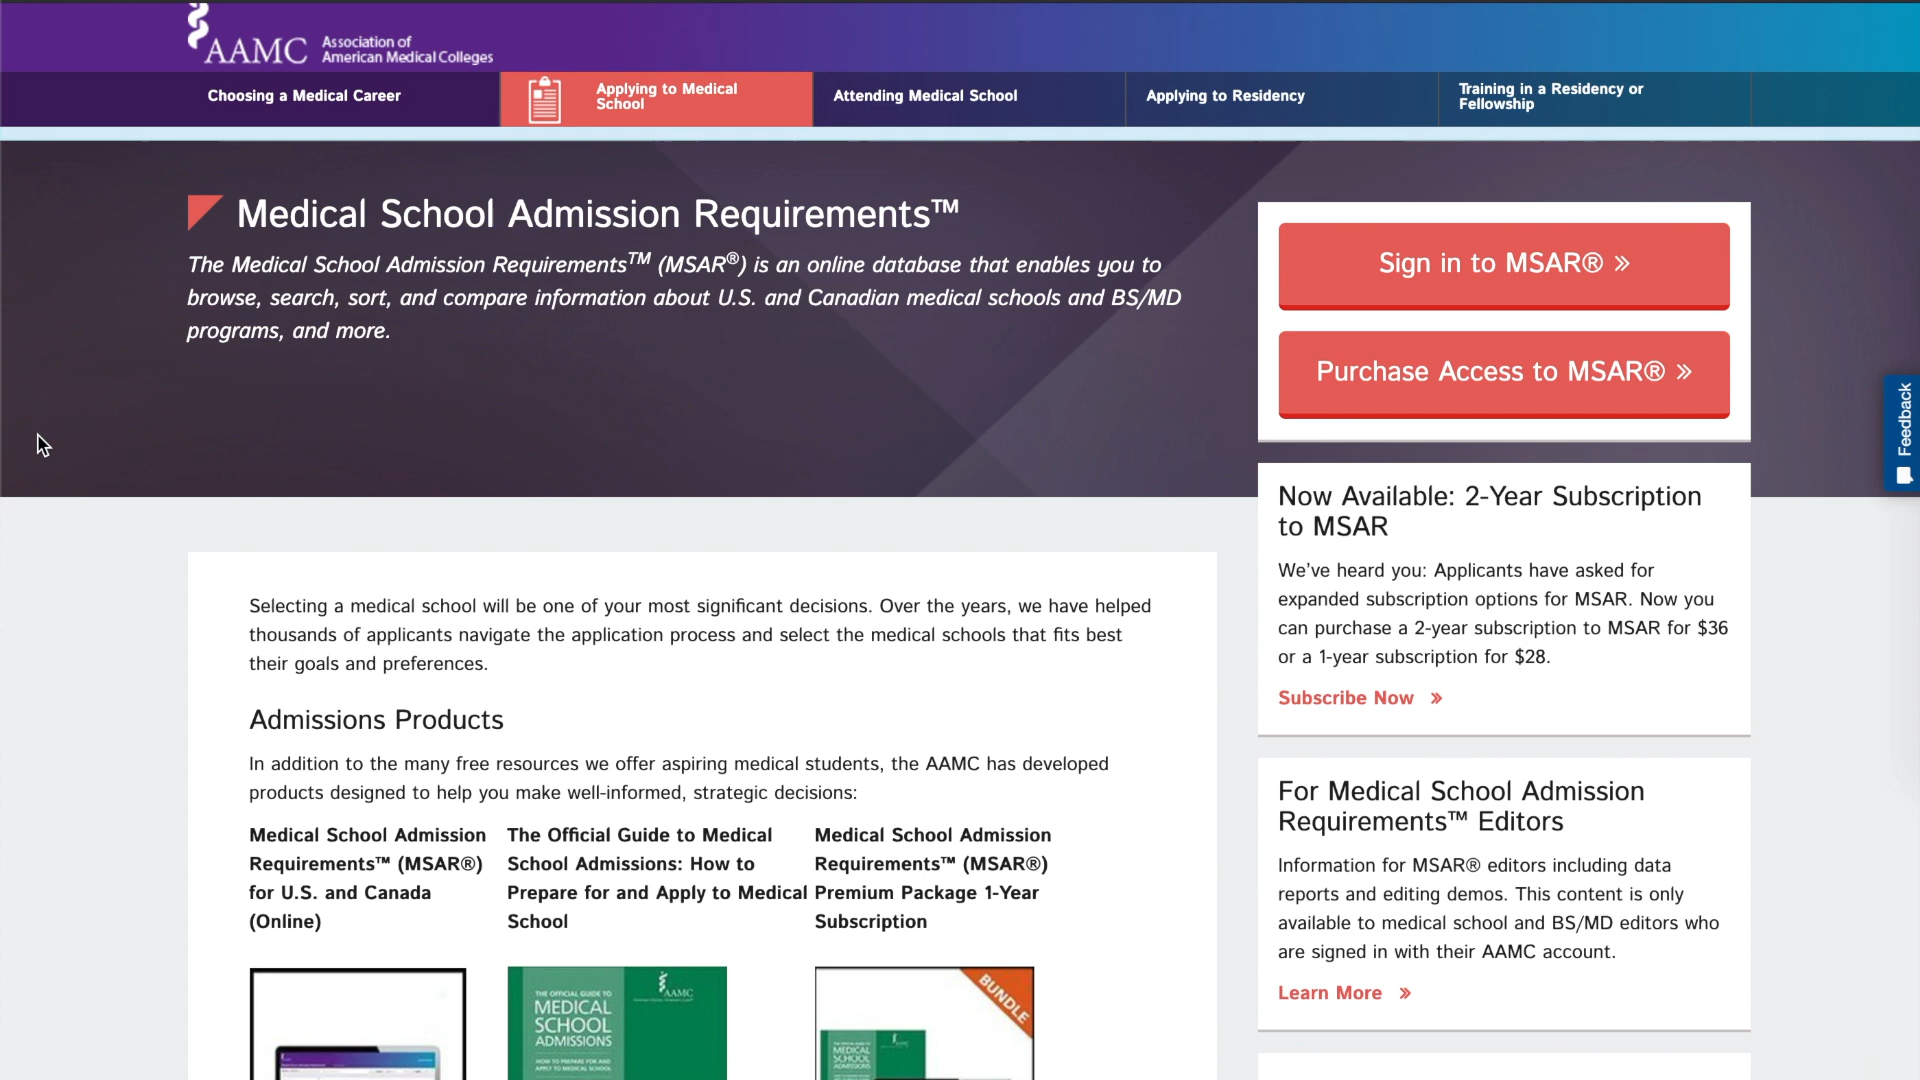 AAMC
Association of
American Medical Colleges
Choosing a Medical Career
Applying to Medical
School
Attending Medical School
Applying to Residency
Training in a Residency or
Fellowship
Medical School Admission Requirements™
The Medical School Admission Requirements™ (MSAR®) is an online database that enables you to
browse, search, sort, and compare information about U.S. and Canadian medical schools and BS/MD
programs, and more.
Sign in to MSAR® »
Purchase Access to MSAR® »
Feedback
Now Available: 2-Year Subscription
to MSAR
We've heard you: Applicants have asked for
expanded subscription options for MSAR. Now you
can purchase a 2-year subscription to MSAR for $36
or a 1-year subscription for $28.
Subscribe Now »
Selecting a medical school will be one of your most significant decisions. Over the years, we have helped
thousands of applicants navigate the application process and select the medical schools that fits best
their goals and preferences.
Admissions Products
In addition to the many free resources we offer aspiring medical students, the AAMC has developed
products designed to help you make well-informed, strategic decisions:
Medical School Admission
Requirements™ (MSAR®)
for U.S. and Canada
(Online)
The Official Guide to Medical
School Admissions: How to
Prepare for and Apply to Medical
School
Medical School Admission
Requirements™ (MSAR®)
Premium Package 1-Year
Subscription
THE OFFICIAL GUIDE TO
MEDICAL
SCHOOL
ADMISSIONS
HOW TO PREPARE FOR AND
APPLY TO MEDICAL SCHOOL
AAMC
BUNDLE
MEDICAL
SCHOOL
ADMISSIONS
For Medical School Admission
Requirements™ Editors
Information for MSAR® editors including data
reports and editing demos. This content is only
available to medical school and BS/MD editors who
are signed in with their AAMC account.
Learn More »